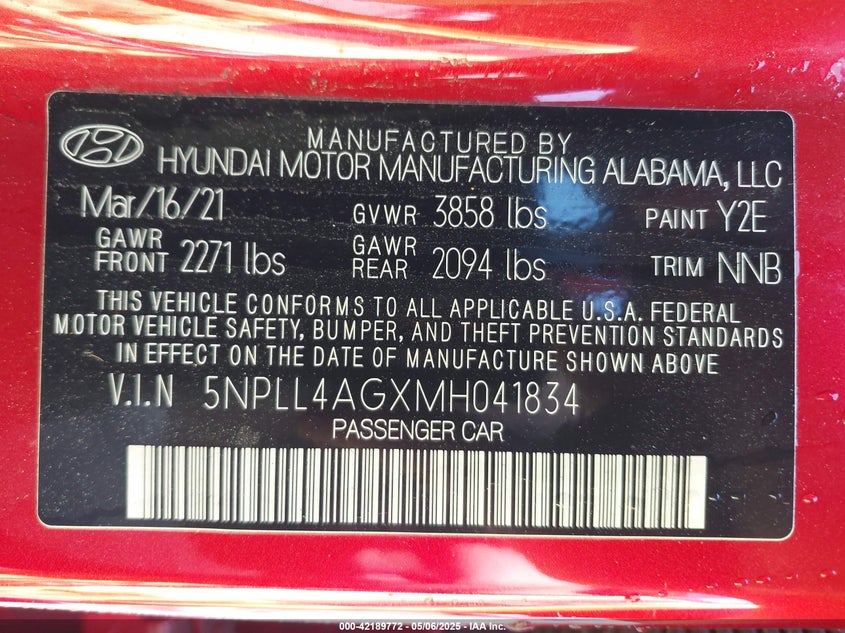 MANUFACTURED BY
HYUNDAI MOTOR MANUFACTURING ALABAMA, LLC
Mar/16/21 GVWR 3858 lbs PAINT Y2E
GAWR FRONT 2271 lbs GAWR REAR 2094 lbs TRIM NNB
THIS VEHICLE CONFORMS TO ALL APPLICABLE U.S.A. FEDERAL
MOTOR VEHICLE SAFETY, BUMPER, AND THEFT PREVENTION STANDARDS
IN EFFECT ON THE DATE OF MANUFACTURE SHOWN ABOVE
V.I.N 5NPLL4AGXMH041834
PASSENGER CAR
000-42189772 - 05/06/2025 - IAA Inc.